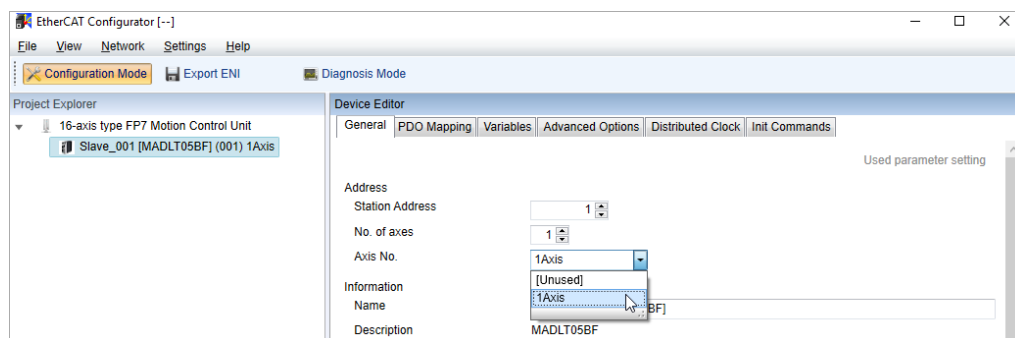 EtherCAT Configurator [--]
File View Network Settings Help
Configuration Mode Export ENI Diagnosis Mode
Project Explorer
16-axis type FP7 Motion Control Unit
Slave_001 [MADLT05BF] (001) 1Axis
Device Editor
General PDO Mapping Variables Advanced Options Distributed Clock Init Commands
Used parameter setting
Address
Station Address 1
No. of axes 1
Axis No. 1Axis
[Unused]
1Axis
Information
Name BF]
Description MADLT05BF